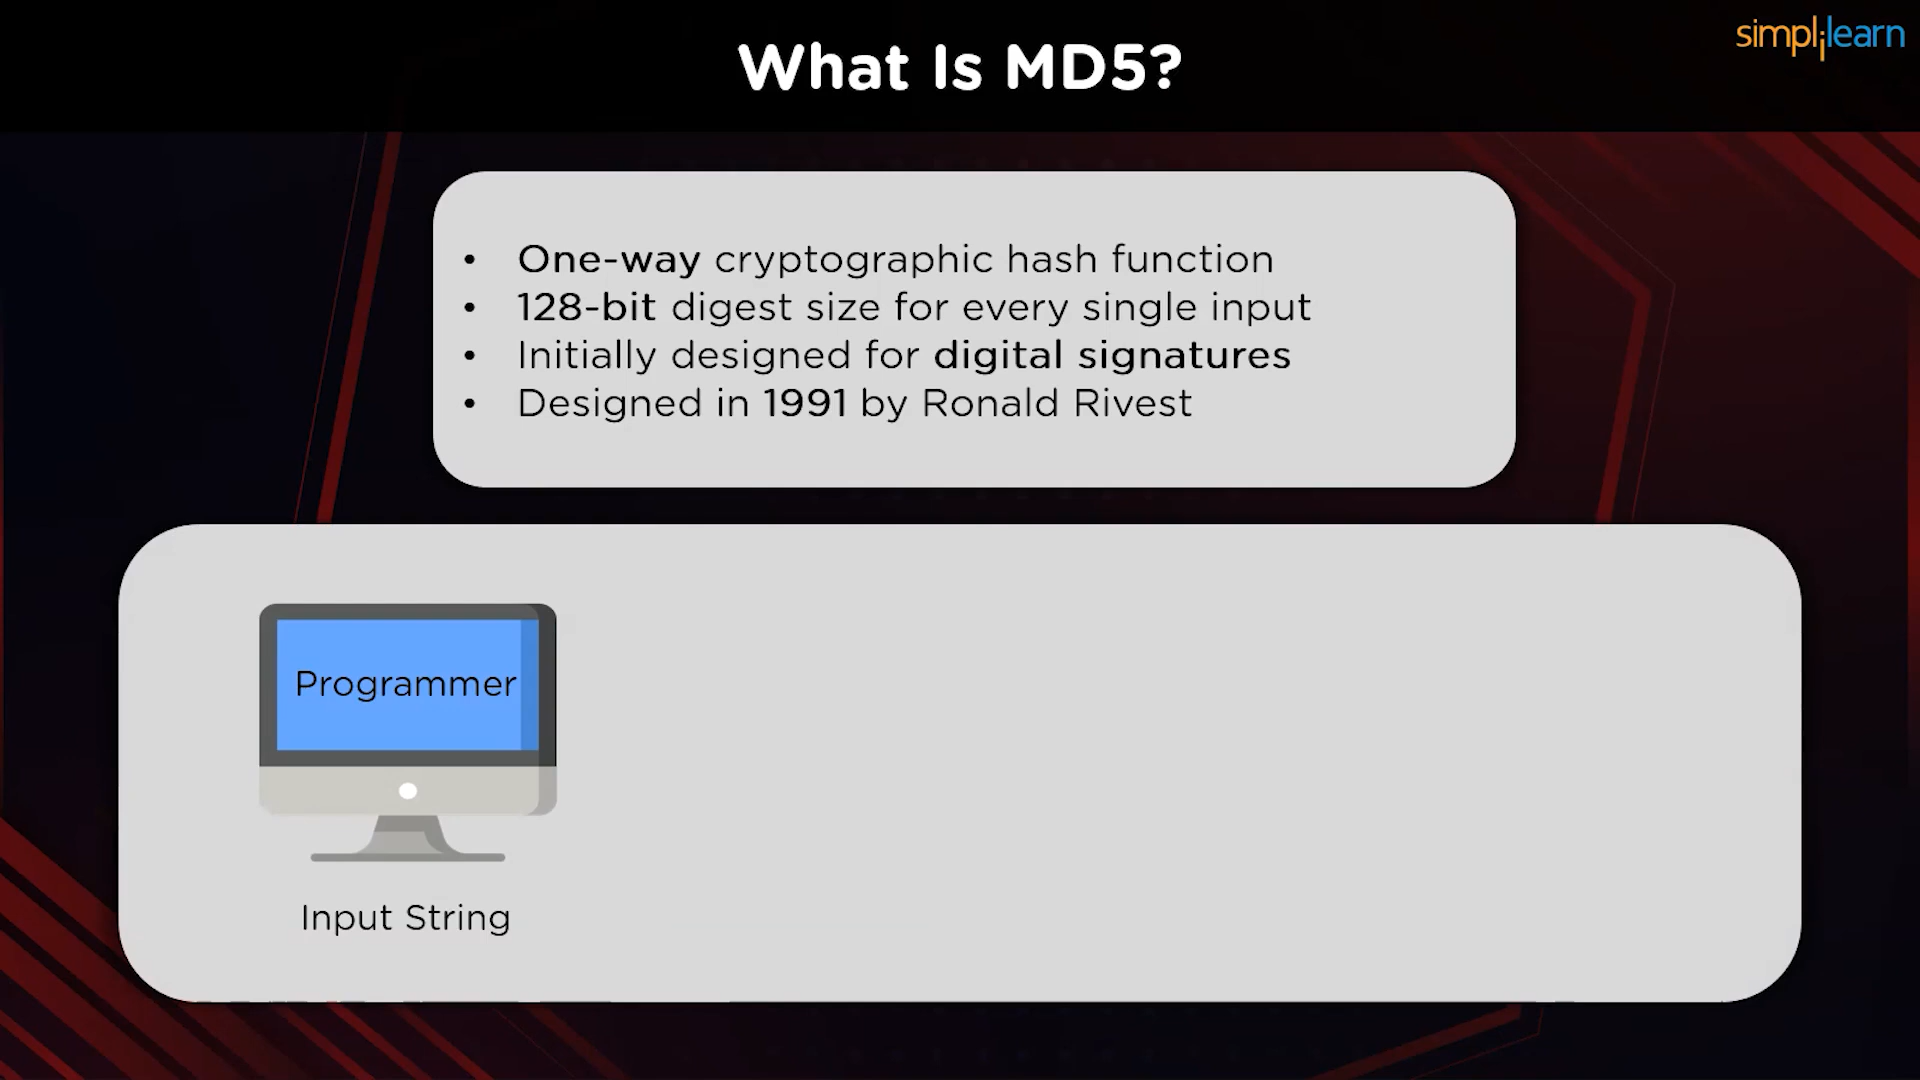 What Is MD5?
simplilearn
• One-way cryptographic hash function
• 128-bit digest size for every single input
• Initially designed for digital signatures
• Designed in 1991 by Ronald Rivest
Programmer
Input String